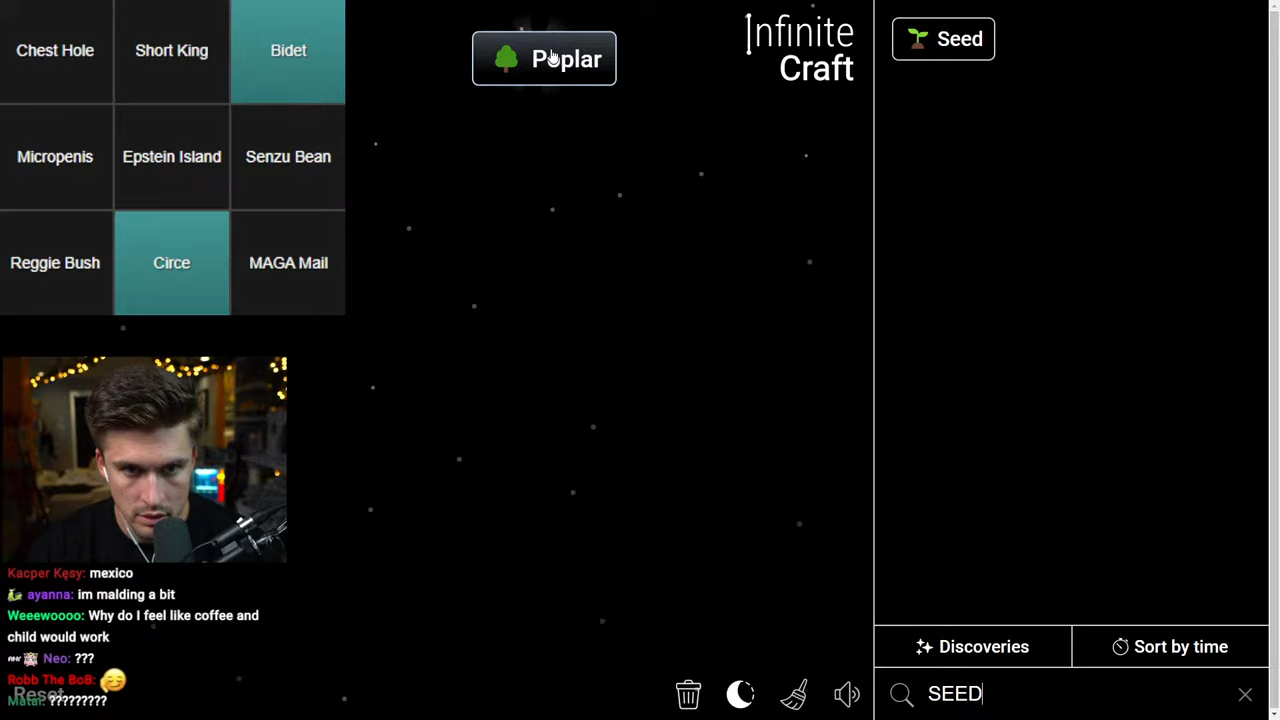 Chest Hole
Short King
Bidet
Micropenis
Epstein Island
Senzu Bean
Reggie Bush
Circe
MAGA Mail
Poplar
Infinite
Craft
Seed
Kacper Kęsy: mexico
ayanna: im malding a bit
Weeewoooo: Why do I feel like coffee and
child would work
Neo: ???
Robb The BoB:
Reset
Matai: ?????????
Discoveries
Sort by time
SEED